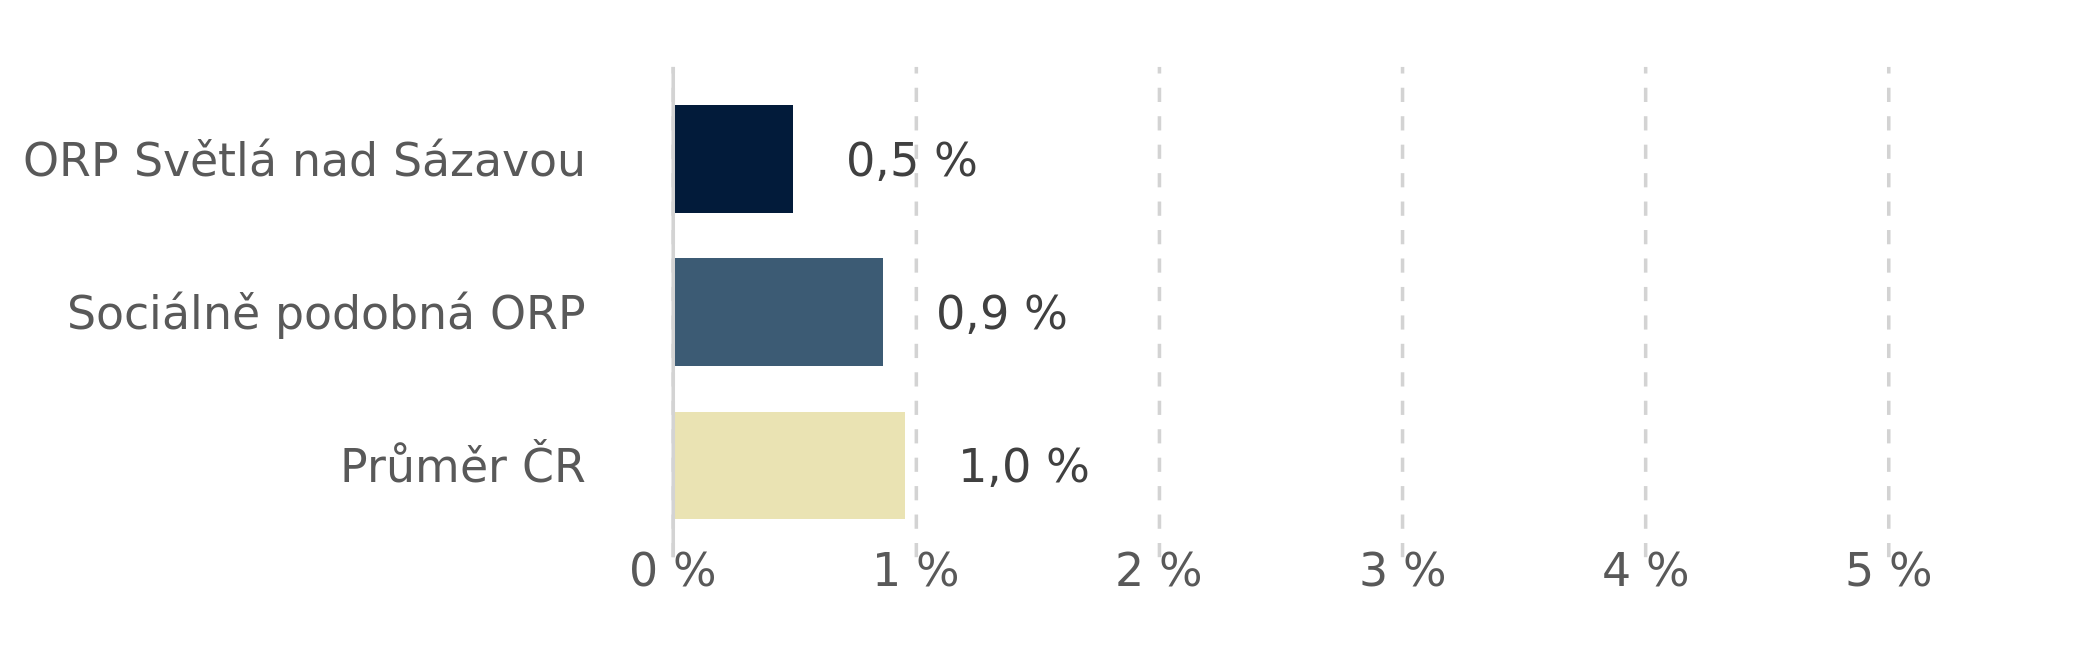 ORP Světlá nad Sázavou 0,5 %
Sociálně podobná ORP 0,9 %
Průměr ČR 1,0 %
0 % 1 % 2 % 3 % 4 % 5 %